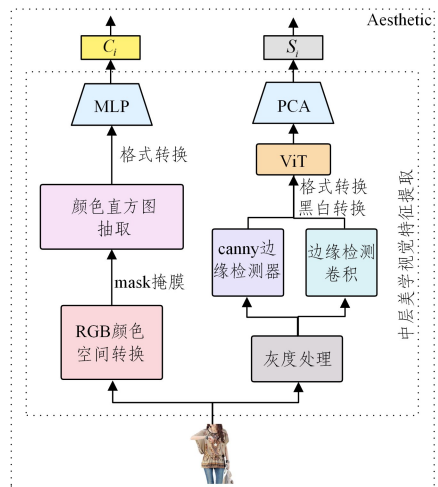 Aesthetic
C_i
S_i
MLP
PCA
格式转换
ViT
格式转换
黑白转换
颜色直方图
抽取
canny边
缘检测器
边缘检测
卷积
mask掩膜
RGB颜色
空间转换
灰度处理
中层美学视觉特征提取